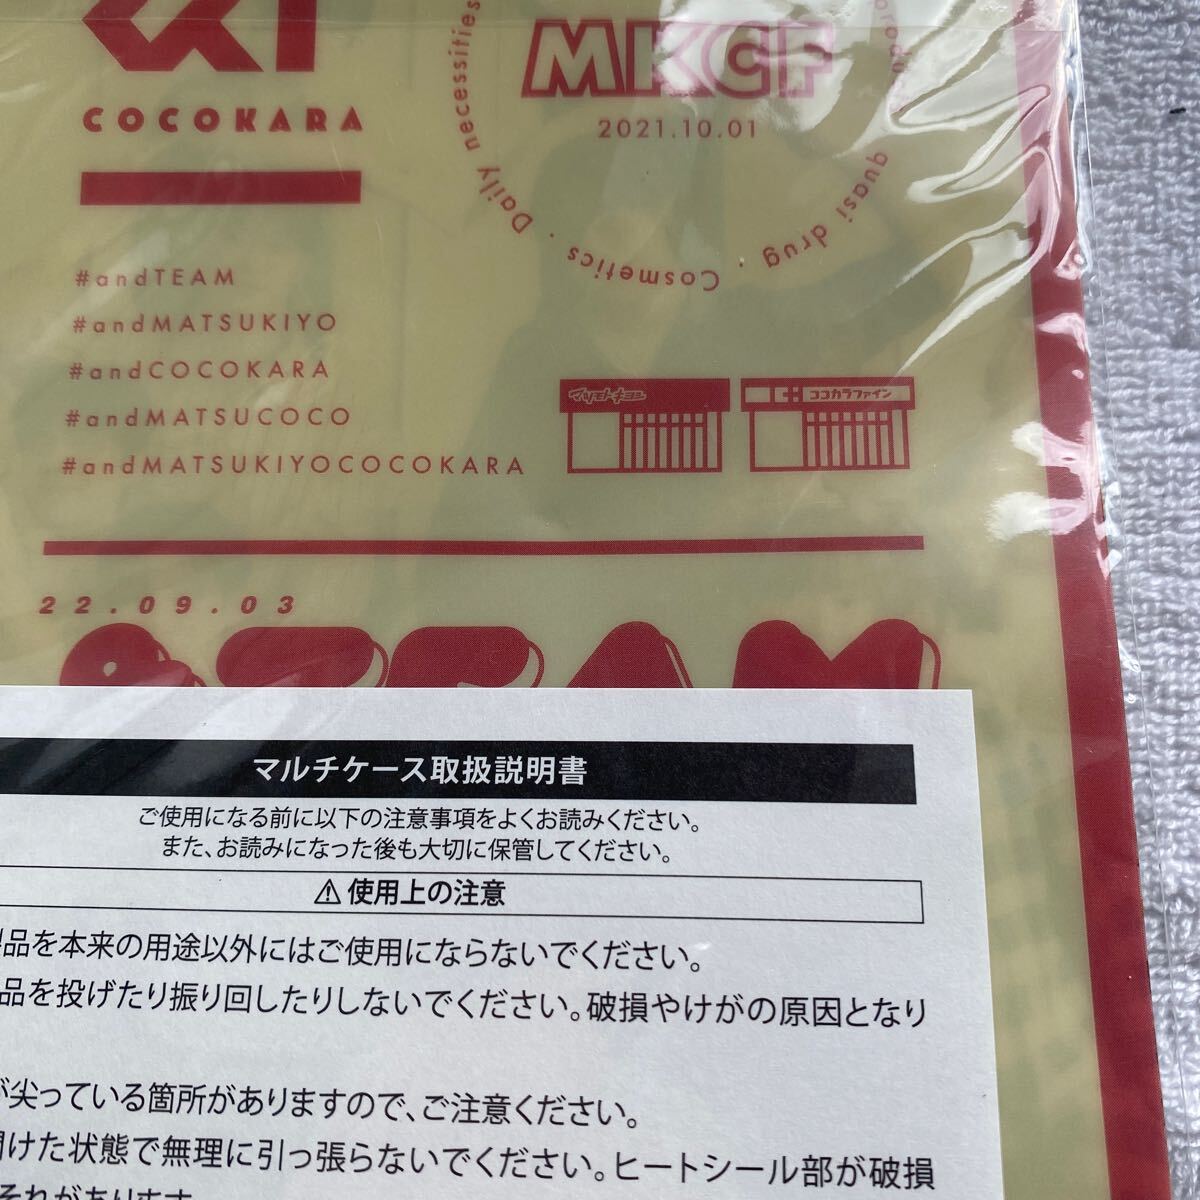 COCOKARA
MKCF
2021.10.01
Daily necessities
quasi drug · Cosmetics ·
#andTEAM
#andMATSUKIYO
#andCOCOKARA
#andMATSUCOCO
#andMATSUKIYOCOCOKARA
マツモトキヨシ
ココカラファイン
22.09.03
&TEAM
マルチケース取扱説明書
ご使用になる前に以下の注意事項をよくお読みください。
また、お読みになった後も大切に保管してください。
⚠使用上の注意
品を本来の用途以外にはご使用にならないでください。
品を投げたり振り回したりしないでください。破損やけがの原因となり
が尖っている箇所がありますので、ご注意ください。
開けた状態で無理に引っ張らないでください。ヒートシール部が破損
それがあります。